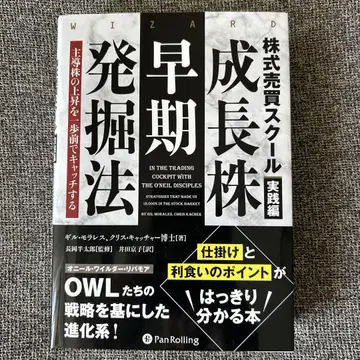 WIZARD
株式売買スクール
実践編
成長株
早期
発掘法
主導株の上昇を一歩前でキャッチする
IN THE TRADING
COCKPIT WITH
THE O'NEIL DISCIPLES
STRATEGIES THAT MADE US
18,000% IN THE STOCK MARKET
BY GIL MORALES, CHRIS KACHER
ギル・モラレス、クリス・キャッチャー博士[著]
長岡半太郎[監修] 井田京子[訳]
オニール・ワイルダー・リバモア
OWLたちの
戦略を基にした
進化系！
仕掛けと
利食いのポイントが
はっきり
分かる本
PanRolling